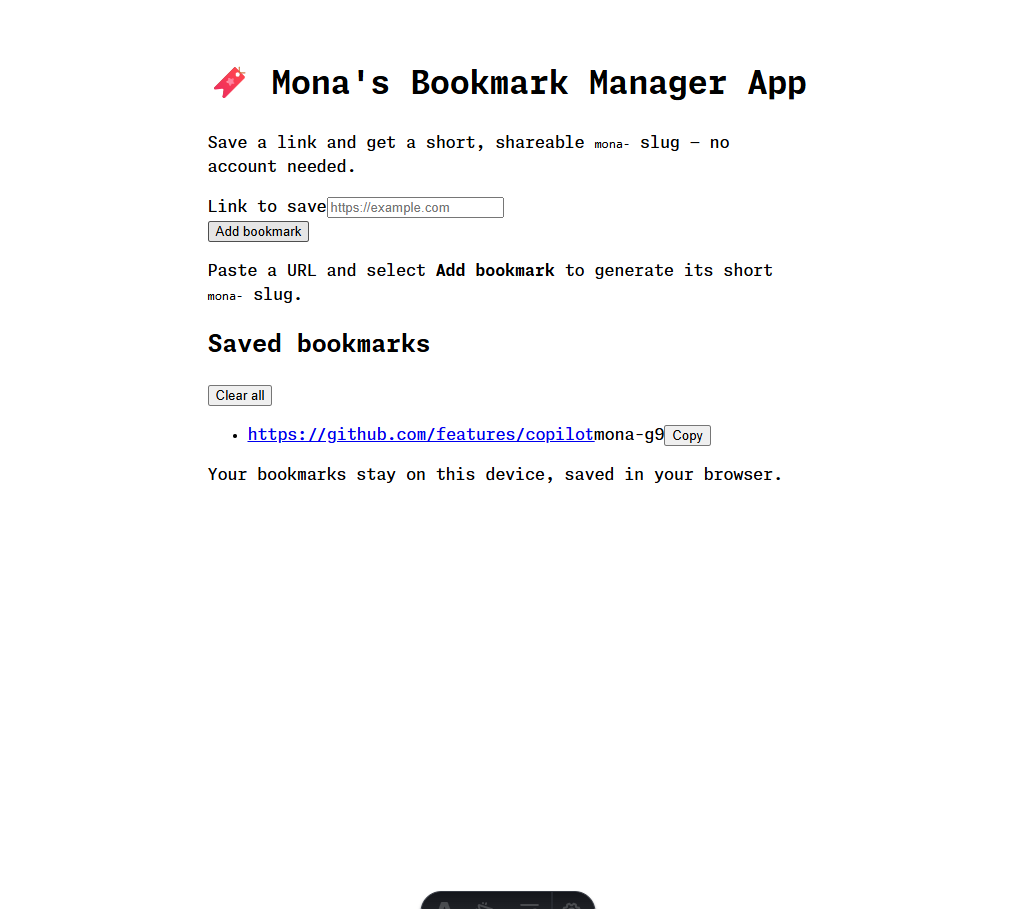 Mona's Bookmark Manager App
Save a link and get a short, shareable mona- slug — no
account needed.
Link to save https://example.com
Add bookmark
Paste a URL and select Add bookmark to generate its short
mona- slug.
Saved bookmarks
Clear all
https://github.com/features/copilotmona-g9 Copy
Your bookmarks stay on this device, saved in your browser.